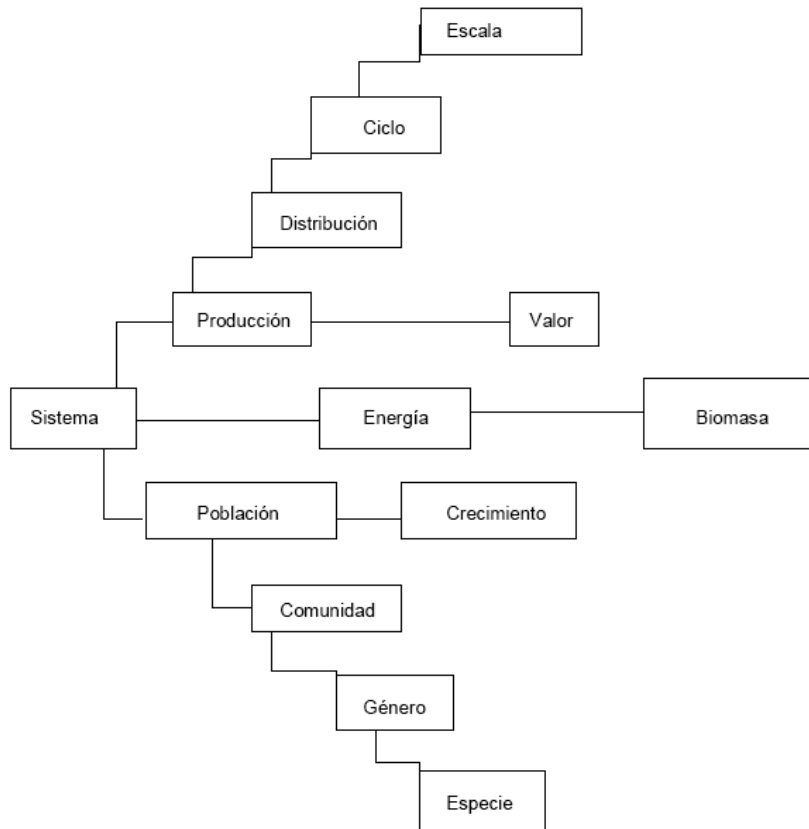 Escala
Ciclo
Distribución
Producción
Valor
Sistema
Energía
Biomasa
Población
Crecimiento
Comunidad
Género
Especie